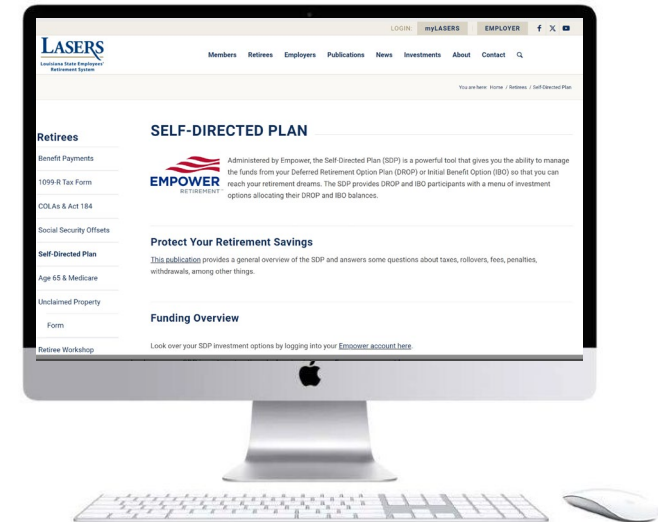 LOGIN: myLASERS EMPLOYER
LASERS
Louisiana State Employees'
Retirement System
Members Retirees Employers Publications News Investments About Contact
You are here: Home / Retirees / Self-Directed Plan
Retirees
Benefit Payments
1099-R Tax Form
COLAs & Act 184
Social Security Offsets
Self-Directed Plan
Age 65 & Medicare
Unclaimed Property
Form
Retiree Workshop
SELF-DIRECTED PLAN
EMPOWER
RETIREMENT
Administered by Empower, the Self-Directed Plan (SDP) is a powerful tool that gives you the ability to manage
the funds from your Deferred Retirement Option Plan (DROP) or Initial Benefit Option (IBO) so that you can
reach your retirement dreams. The SDP provides DROP and IBO participants with a menu of investment
options allocating their DROP and IBO balances.
Protect Your Retirement Savings
This publication provides a general overview of the SDP and answers some questions about taxes, rollovers, fees, penalties,
withdrawals, among other things.
Funding Overview
Look over your SDP investment options by logging into your Empower account here.